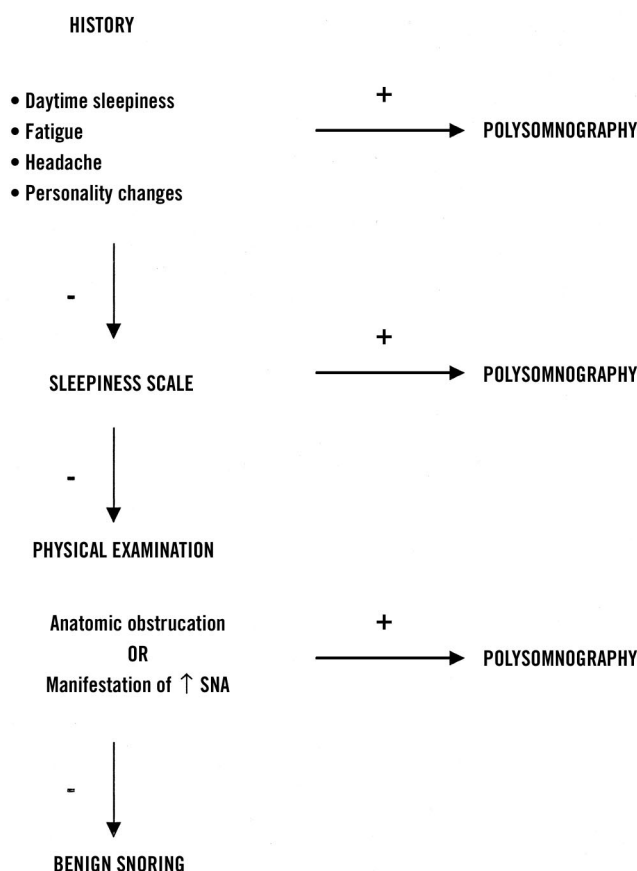 HISTORY
+
• Daytime sleepiness
• Fatigue
• Headache
• Personality changes
POLYSOMNOGRAPHY
-
+
SLEEPINESS SCALE
POLYSOMNOGRAPHY
-
PHYSICAL EXAMINATION
Anatomic obstrucation
OR
Manifestation of ↑ SNA
+
POLYSOMNOGRAPHY
-
BENIGN SNORING